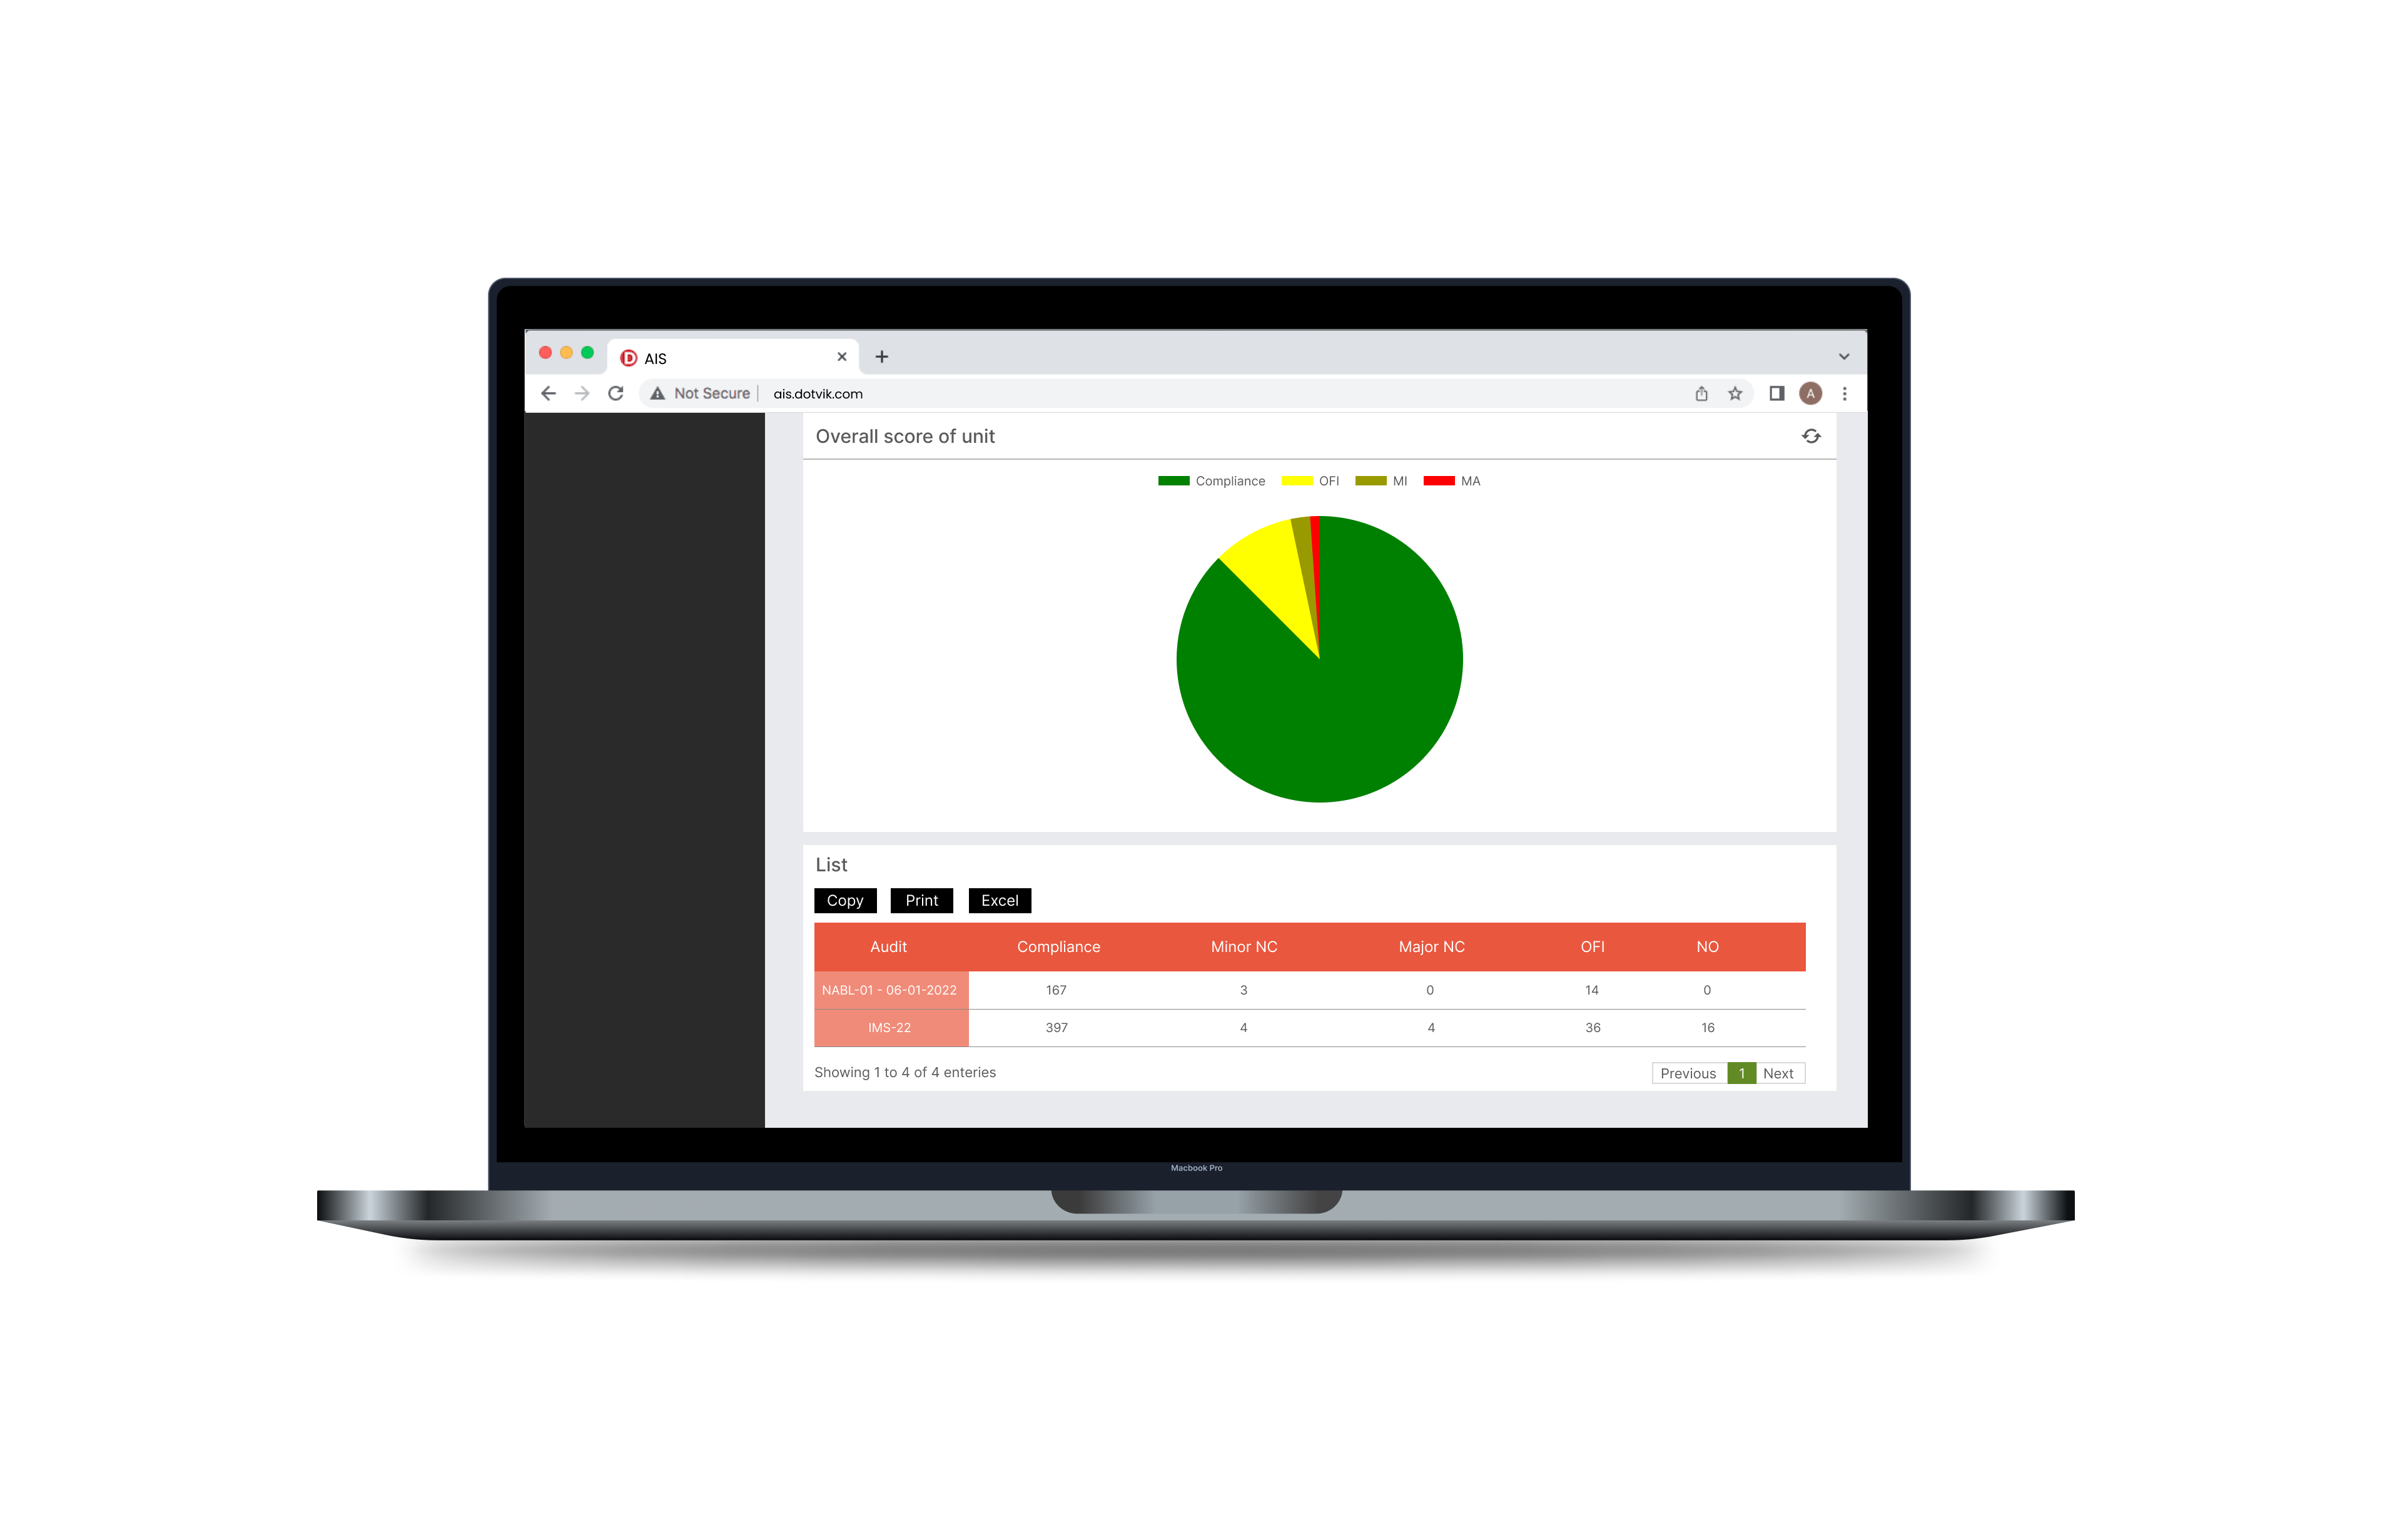 AIS
Not Secure ais.dotvik.com
A
Overall score of unit
Compliance OFI MI MA
List
Copy Print Excel
Audit Compliance Minor NC Major NC OFI NO
NABL-01 - 06-01-2022 167 3 0 14 0
IMS-22 397 4 4 36 16
Showing 1 to 4 of 4 enteries
Previous 1 Next
Macbook Pro